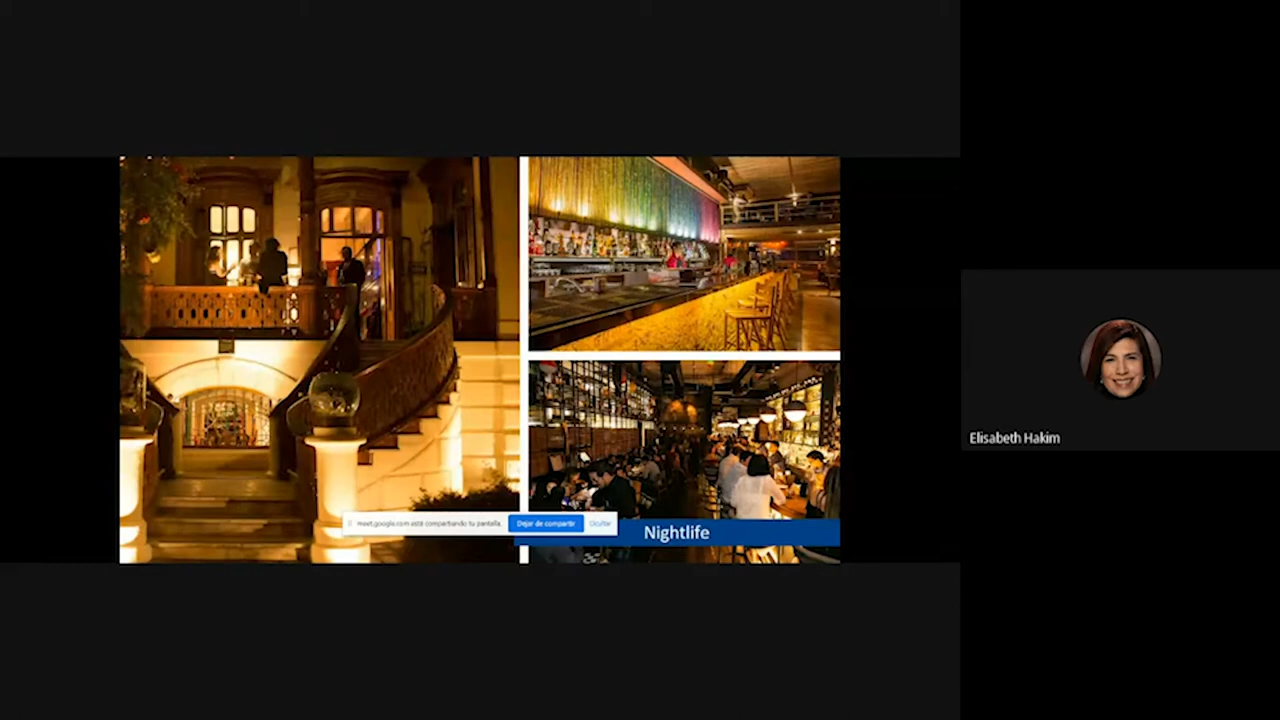 meet.google.com está compartiendo tu pantalla.
Dejar de compartir
Ocultar
Nightlife
Elisabeth Hakim